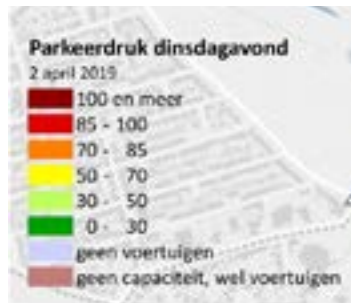 Parkeerdruk dinsdagavond
2 april 2019
100 en meer
85 - 100
70 - 85
50 - 70
30 - 50
0 - 30
geen voertuigen
geen capaciteit, wel voertuigen